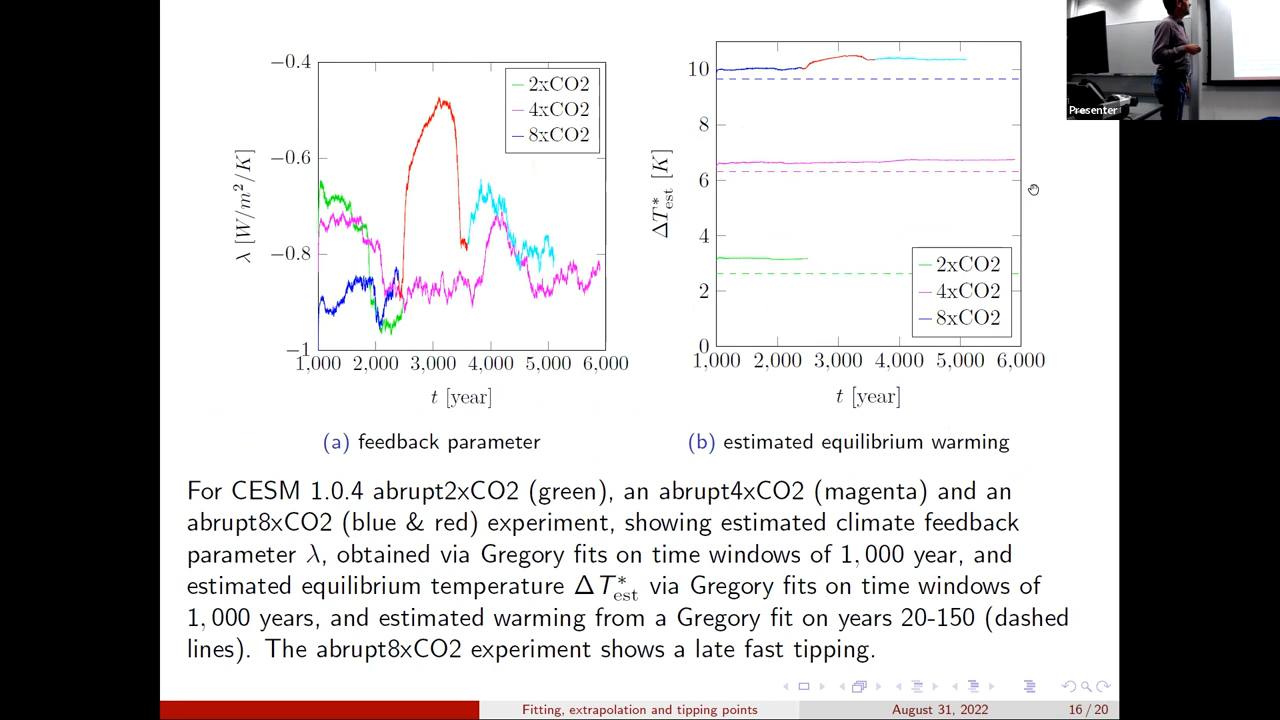 −0.4
−0.6
−0.8
−1
λ [W/m²/K]
2xCO2
4xCO2
8xCO2
1,000 2,000 3,000 4,000 5,000 6,000
t [year]
(a) feedback parameter
10
8
6
4
2
0
ΔT*est [K]
2xCO2
4xCO2
8xCO2
1,000 2,000 3,000 4,000 5,000 6,000
t [year]
(b) estimated equilibrium warming
Presenter
For CESM 1.0.4 abrupt2xCO2 (green), an abrupt4xCO2 (magenta) and an
abrupt8xCO2 (blue & red) experiment, showing estimated climate feedback
parameter λ, obtained via Gregory fits on time windows of 1,000 year, and
estimated equilibrium temperature ΔT*est via Gregory fits on time windows of
1,000 years, and estimated warming from a Gregory fit on years 20-150 (dashed
lines). The abrupt8xCO2 experiment shows a late fast tipping.
Fitting, extrapolation and tipping points August 31, 2022 16 / 20